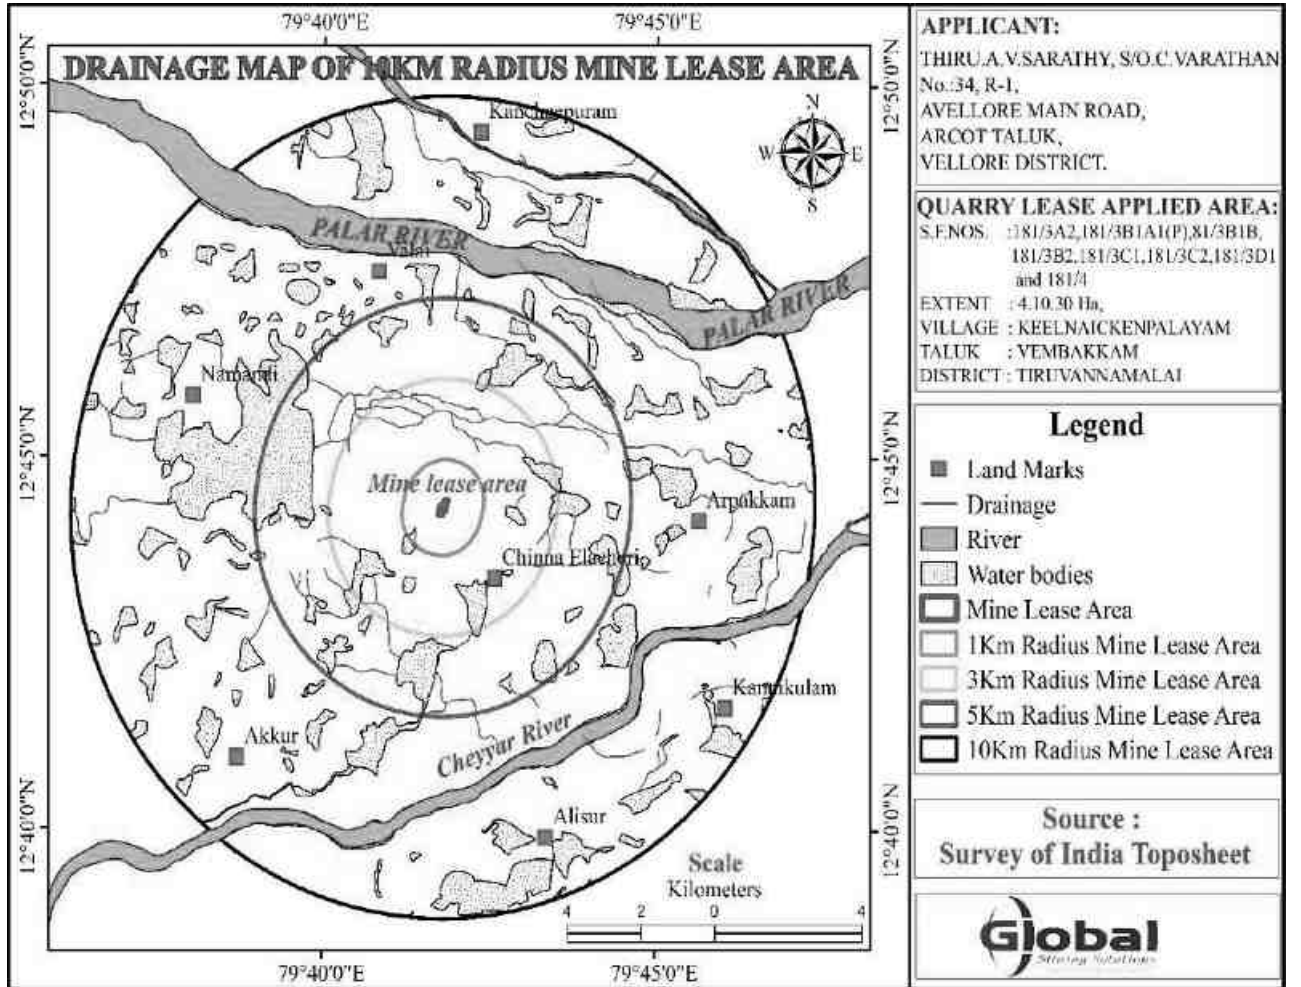 79°40'0"E
79°45'0"E
DRAINAGE MAP OF 10KM RADIUS MINE LEASE AREA
12°50'0"N
12°50'0"N
Kancheepuram
N
W
E
S
PALAR RIVER
PALAR RIVER
Namandi
12°45'0"N
12°45'0"N
Mine lease area
Arpakkam
Chinna Elacheri
Akkur
Cheyyar River
Alisur
12°40'0"N
12°40'0"N
Scale
Kilometers
4 2 0 4
79°40'0"E
79°45'0"E
APPLICANT:
THIRU.A.V.SARATHY, S/O.C.VARATHAN
No.:34, R-1,
AVELLORE MAIN ROAD,
ARCOT TALUK,
VELLORE DISTRICT.
QUARRY LEASE APPLIED AREA:
S.F.NOS. :181/3A2,181/3B1A1(P),81/3B1B,
181/3B2,181/3C1,181/3C2,181/3D1
and 181/4
EXTENT : 4.10.30 Ha,
VILLAGE : KEELNAICKENPALAYAM
TALUK : VEMBAKKAM
DISTRICT : TIRUVANNAMALAI
Legend
Land Marks
Drainage
River
Water bodies
Mine Lease Area
1Km Radius Mine Lease Area
3Km Radius Mine Lease Area
5Km Radius Mine Lease Area
10Km Radius Mine Lease Area
Source :
Survey of India Toposheet
Global
Mining Solutions